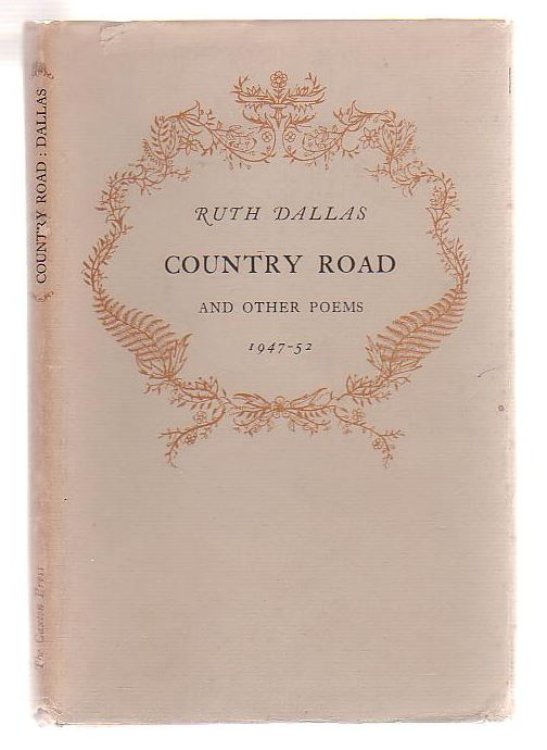 RUTH DALLAS
COUNTRY ROAD
AND OTHER POEMS
1947-52
COUNTRY ROAD : DALLAS
The Caxton Press